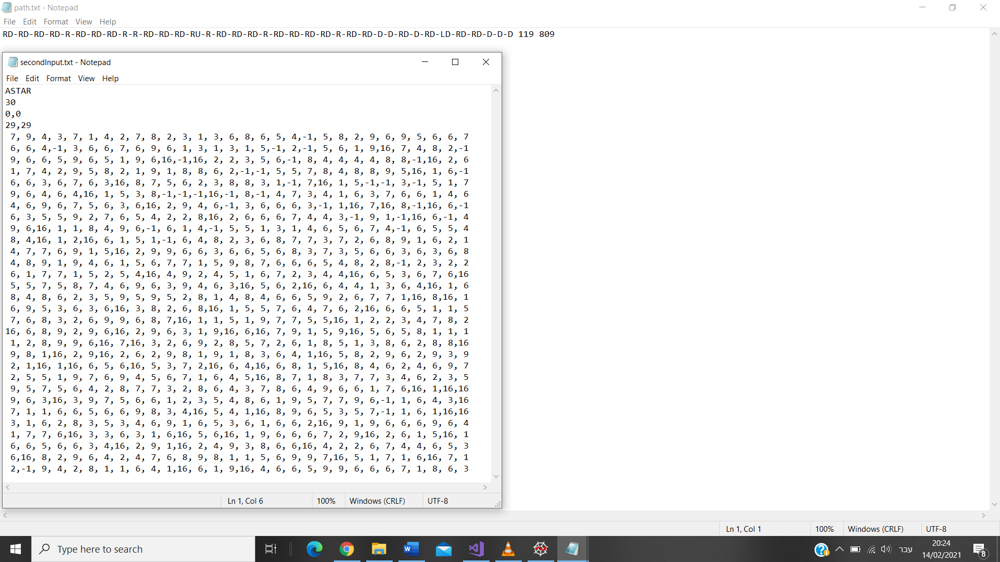 path.txt - Notepad
File Edit Format View Help
RD-RD-RD-RD-R-RD-RD-RD-R-R-RD-RD-RD-RU-R-RD-RD-RD-R-RD-RD-RD-RD-R-RD-RD-D-D-RD-D-RD-LD-RD-RD-D-D-D 119 809
secondInput.txt - Notepad
File Edit Format View Help
ASTAR
30
0,0
29,29
7, 9, 4, 3, 7, 1, 4, 2, 7, 8, 2, 3, 1, 3, 6, 8, 6, 5, 4,-1, 5, 8, 2, 9, 6, 9, 5, 6, 6, 7
6, 6, 4,-1, 3, 6, 6, 7, 6, 9, 6, 1, 3, 1, 3, 1, 5,-1, 2,-1, 5, 6, 1, 9,16, 7, 4, 8, 2,-1
9, 6, 6, 5, 9, 6, 5, 1, 9, 6,16,-1,16, 2, 2, 3, 5, 6,-1, 8, 4, 4, 4, 4, 8, 8,-1,16, 2, 6
1, 7, 4, 2, 9, 5, 8, 2, 1, 9, 1, 8, 8, 6, 2,-1,-1, 5, 5, 7, 8, 4, 8, 8, 9, 5,16, 1, 6,-1
6, 6, 3, 6, 7, 6, 3,16, 8, 7, 5, 6, 2, 3, 8, 8, 3, 1,-1, 7,16, 1, 5,-1,-1, 3,-1, 5, 1, 7
9, 6, 4, 6, 4,16, 1, 5, 3, 8,-1,-1,-1,16,-1, 8,-1, 4, 7, 3, 4, 1, 6, 3, 7, 6, 6, 1, 4, 6
4, 6, 9, 6, 7, 5, 6, 3, 6,16, 2, 9, 4, 6,-1, 3, 6, 6, 6, 3,-1, 1,16, 7,16, 8,-1,16, 6,-1
6, 3, 5, 5, 9, 2, 7, 6, 5, 4, 2, 2, 8,16, 2, 6, 6, 6, 7, 4, 4, 3,-1, 9, 1,-1,16, 6,-1, 4
9, 6,16, 1, 1, 8, 4, 9, 6,-1, 6, 1, 4,-1, 5, 5, 1, 3, 1, 4, 6, 5, 6, 7, 4,-1, 6, 5, 5, 4
8, 4,16, 1, 2,16, 6, 1, 5, 1,-1, 6, 4, 8, 2, 3, 6, 8, 7, 7, 3, 7, 2, 6, 8, 9, 1, 6, 2, 1
4, 7, 7, 6, 9, 1, 5,16, 2, 9, 9, 6, 6, 3, 6, 6, 5, 6, 8, 3, 7, 3, 5, 6, 6, 3, 6, 3, 6, 8
4, 8, 9, 1, 9, 4, 6, 1, 5, 6, 7, 7, 1, 5, 9, 8, 7, 6, 6, 6, 5, 4, 8, 2, 8,-1, 2, 3, 2, 2
6, 1, 7, 7, 1, 5, 2, 5, 4,16, 4, 9, 2, 4, 5, 1, 6, 7, 2, 3, 4, 4,16, 6, 5, 3, 6, 7, 6,16
5, 5, 7, 5, 8, 7, 4, 6, 9, 6, 3, 9, 4, 6, 3,16, 5, 6, 2,16, 6, 4, 4, 1, 3, 6, 4,16, 1, 6
8, 4, 8, 6, 2, 3, 5, 9, 5, 9, 5, 2, 8, 1, 4, 8, 4, 6, 6, 5, 9, 2, 6, 7, 7, 1,16, 8,16, 1
6, 9, 5, 3, 6, 3, 6,16, 3, 8, 2, 6, 8,16, 1, 5, 5, 7, 6, 4, 7, 6, 2,16, 6, 6, 5, 1, 1, 5
7, 6, 8, 3, 2, 6, 9, 9, 6, 8, 7,16, 1, 1, 5, 1, 9, 7, 7, 5, 5,16, 1, 2, 2, 3, 4, 7, 8, 2
16, 6, 8, 9, 2, 9, 6,16, 2, 9, 6, 3, 1, 9,16, 6,16, 7, 9, 1, 5, 9,16, 5, 6, 5, 8, 1, 1, 1
1, 2, 8, 9, 9, 6,16, 7,16, 3, 2, 6, 9, 2, 8, 5, 7, 2, 6, 1, 8, 5, 1, 3, 8, 6, 2, 8, 8,16
9, 8, 1,16, 2, 9,16, 2, 6, 2, 9, 8, 1, 9, 1, 8, 3, 6, 4, 1,16, 5, 8, 2, 9, 6, 2, 9, 3, 9
2, 1,16, 1,16, 6, 5, 6,16, 5, 3, 7, 2,16, 6, 4,16, 6, 8, 1, 5,16, 8, 4, 6, 2, 4, 6, 9, 7
2, 5, 5, 1, 9, 7, 6, 9, 4, 5, 6, 7, 1, 6, 4, 5,16, 8, 7, 1, 8, 3, 7, 7, 3, 4, 6, 2, 3, 5
9, 5, 7, 5, 6, 4, 2, 8, 7, 7, 3, 2, 8, 6, 4, 3, 7, 8, 6, 4, 9, 6, 6, 1, 7, 6,16, 1,16,16
9, 6, 3,16, 3, 9, 7, 5, 6, 6, 1, 2, 3, 5, 4, 8, 6, 1, 9, 5, 7, 7, 9, 6,-1, 1, 6, 4, 3,16
7, 1, 1, 6, 6, 5, 6, 6, 9, 8, 3, 4,16, 5, 4, 1,16, 8, 9, 6, 5, 3, 5, 7,-1, 1, 6, 1,16,16
3, 1, 6, 2, 8, 3, 5, 3, 4, 6, 9, 1, 6, 5, 3, 6, 1, 6, 6, 2,16, 9, 1, 9, 6, 6, 6, 9, 6, 4
1, 7, 7, 6,16, 3, 3, 6, 3, 1, 6,16, 5, 6,16, 1, 9, 6, 6, 6, 7, 2, 9,16, 2, 6, 1, 5,16, 1
6, 6, 5, 6, 6, 3, 4,16, 2, 9, 1,16, 2, 4, 9, 3, 8, 6, 6,16, 4, 2, 2, 6, 7, 4, 4, 6, 5, 3
6,16, 8, 2, 9, 6, 4, 2, 4, 7, 6, 8, 9, 8, 1, 1, 5, 6, 9, 9, 7,16, 5, 1, 7, 1, 6,16, 7, 1
2,-1, 9, 4, 2, 8, 1, 1, 6, 4, 1,16, 6, 1, 9,16, 4, 6, 6, 5, 9, 9, 6, 6, 6, 7, 1, 8, 6, 3
Ln 1, Col 6 100% Windows (CRLF) UTF-8
Ln 1, Col 1 100% Windows (CRLF) UTF-8
Type here to search
עבר
20:24
14/02/2021
8